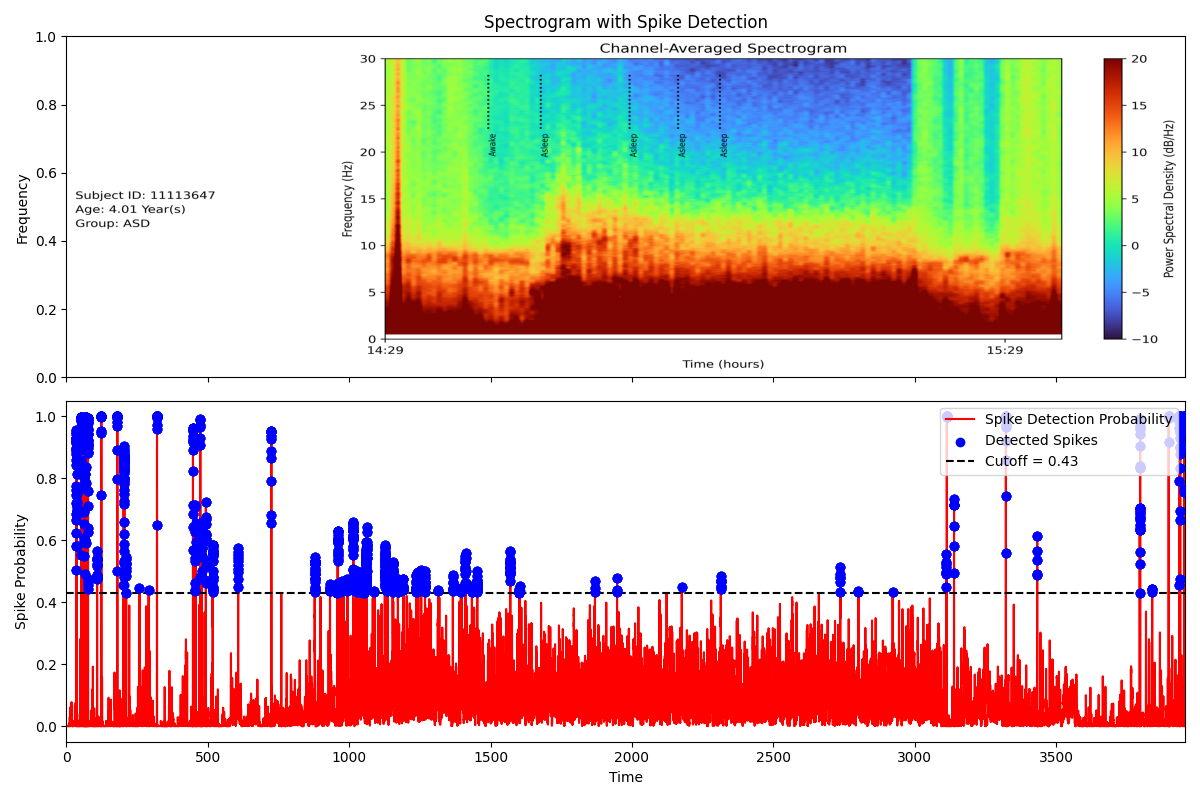 Spectrogram with Spike Detection
Channel-Averaged Spectrogram
Frequency
1.0
0.8
0.6
0.4
0.2
0.0
Subject ID: 11113647
Age: 4.01 Year(s)
Group: ASD
Frequency (Hz)
30
25
20
15
10
5
0
Awake
Asleep
Asleep
Asleep
Asleep
14:29
15:29
Time (hours)
20
15
10
5
0
−5
−10
Power Spectral Density (dB/Hz)
Spike Probability
1.0
0.8
0.6
0.4
0.2
0.0
Spike Detection Probability
Detected Spikes
Cutoff = 0.43
0 500 1000 1500 2000 2500 3000 3500
Time